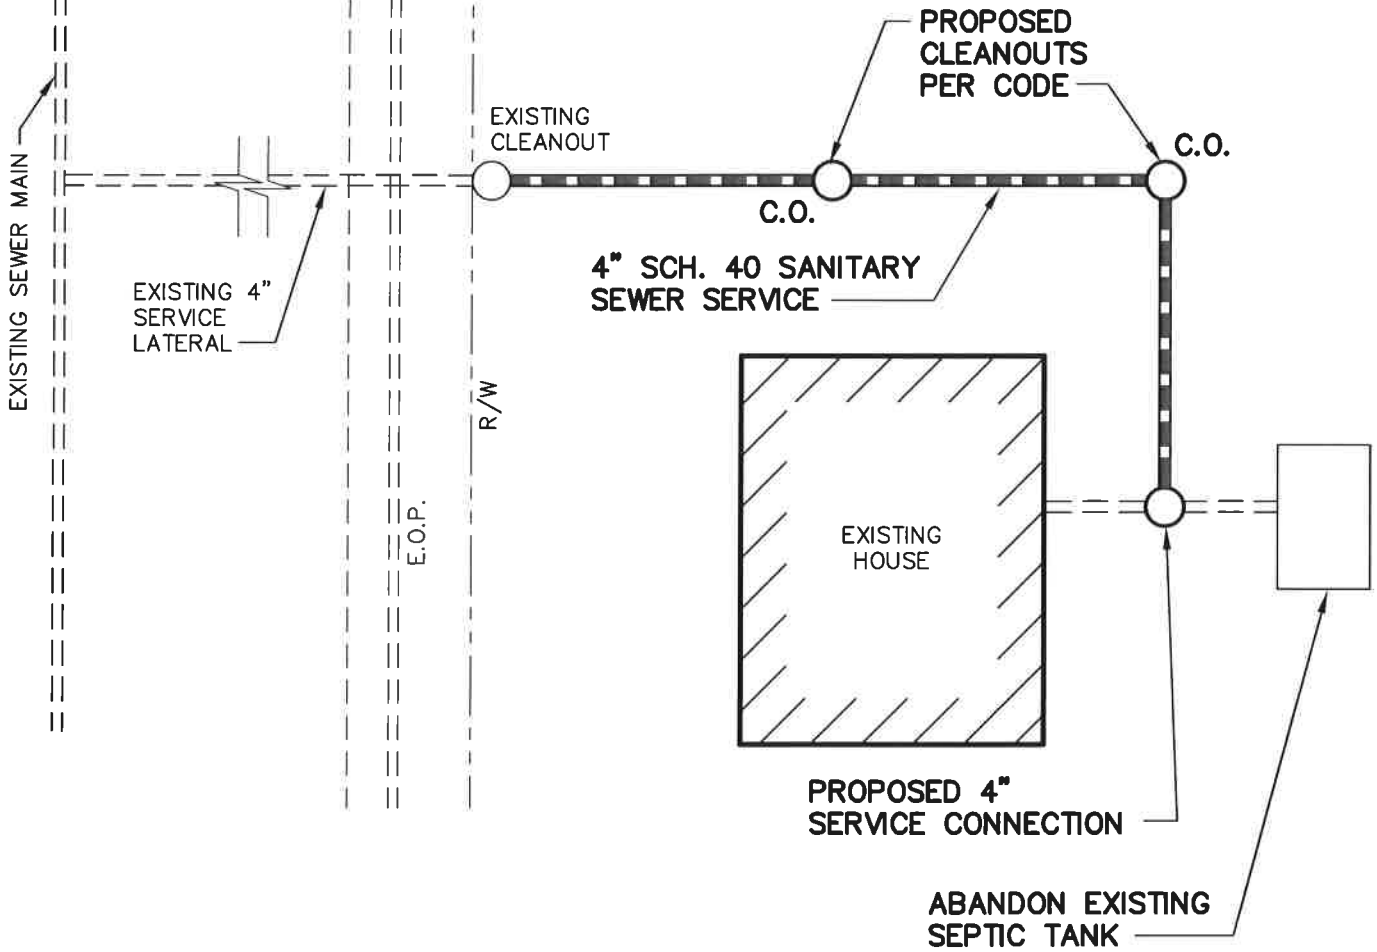 PROPOSED
CLEANOUTS
PER CODE
EXISTING
CLEANOUT
C.O.
C.O.
EXISTING SEWER MAIN
4" SCH. 40 SANITARY
SEWER SERVICE
EXISTING 4"
SERVICE
LATERAL
R/W
E.O.P.
EXISTING
HOUSE
PROPOSED 4"
SERVICE CONNECTION
ABANDON EXISTING
SEPTIC TANK